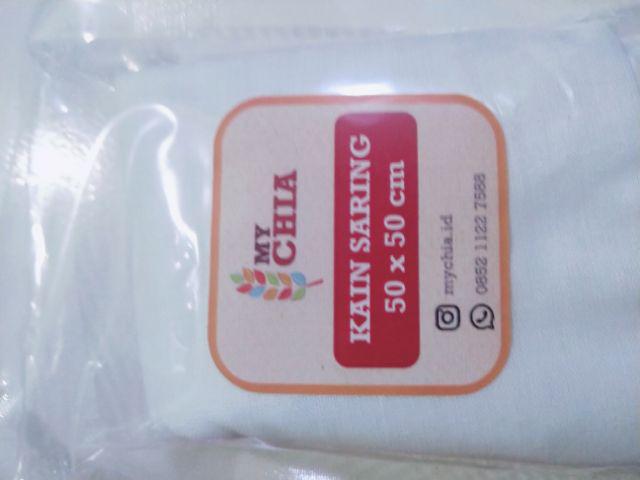 MY
CHIA
KAIN SARING
50 x 50 cm
mychia.id
0852 1122 7588